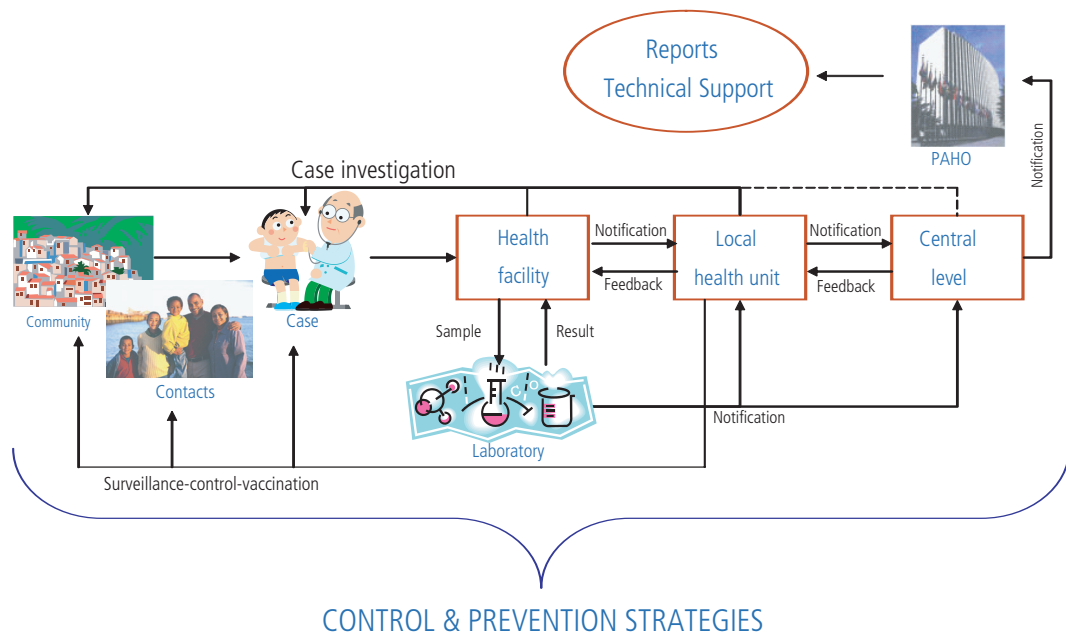 Reports
Technical Support
PAHO
Notification
Case investigation
Health
facility
Notification
Feedback
Local
health unit
Notification
Feedback
Central
level
Community
Case
Contacts
Sample
Result
Laboratory
Notification
Surveillance-control-vaccination
CONTROL & PREVENTION STRATEGIES